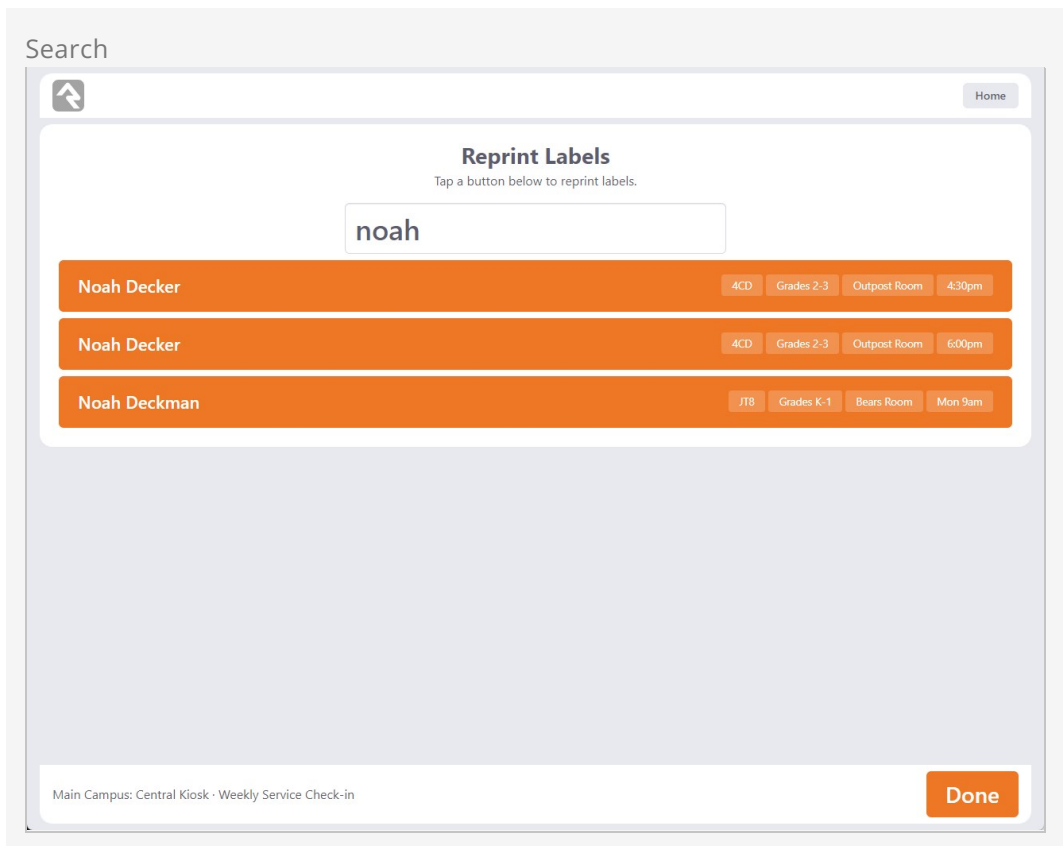 Search
Home
Reprint Labels
Tap a button below to reprint labels.
noah
Noah Decker 4CD Grades 2-3 Outpost Room 4:30pm
Noah Decker 4CD Grades 2-3 Outpost Room 6:00pm
Noah Deckman JT8 Grades K-1 Bears Room Mon 9am
Main Campus: Central Kiosk · Weekly Service Check-in Done